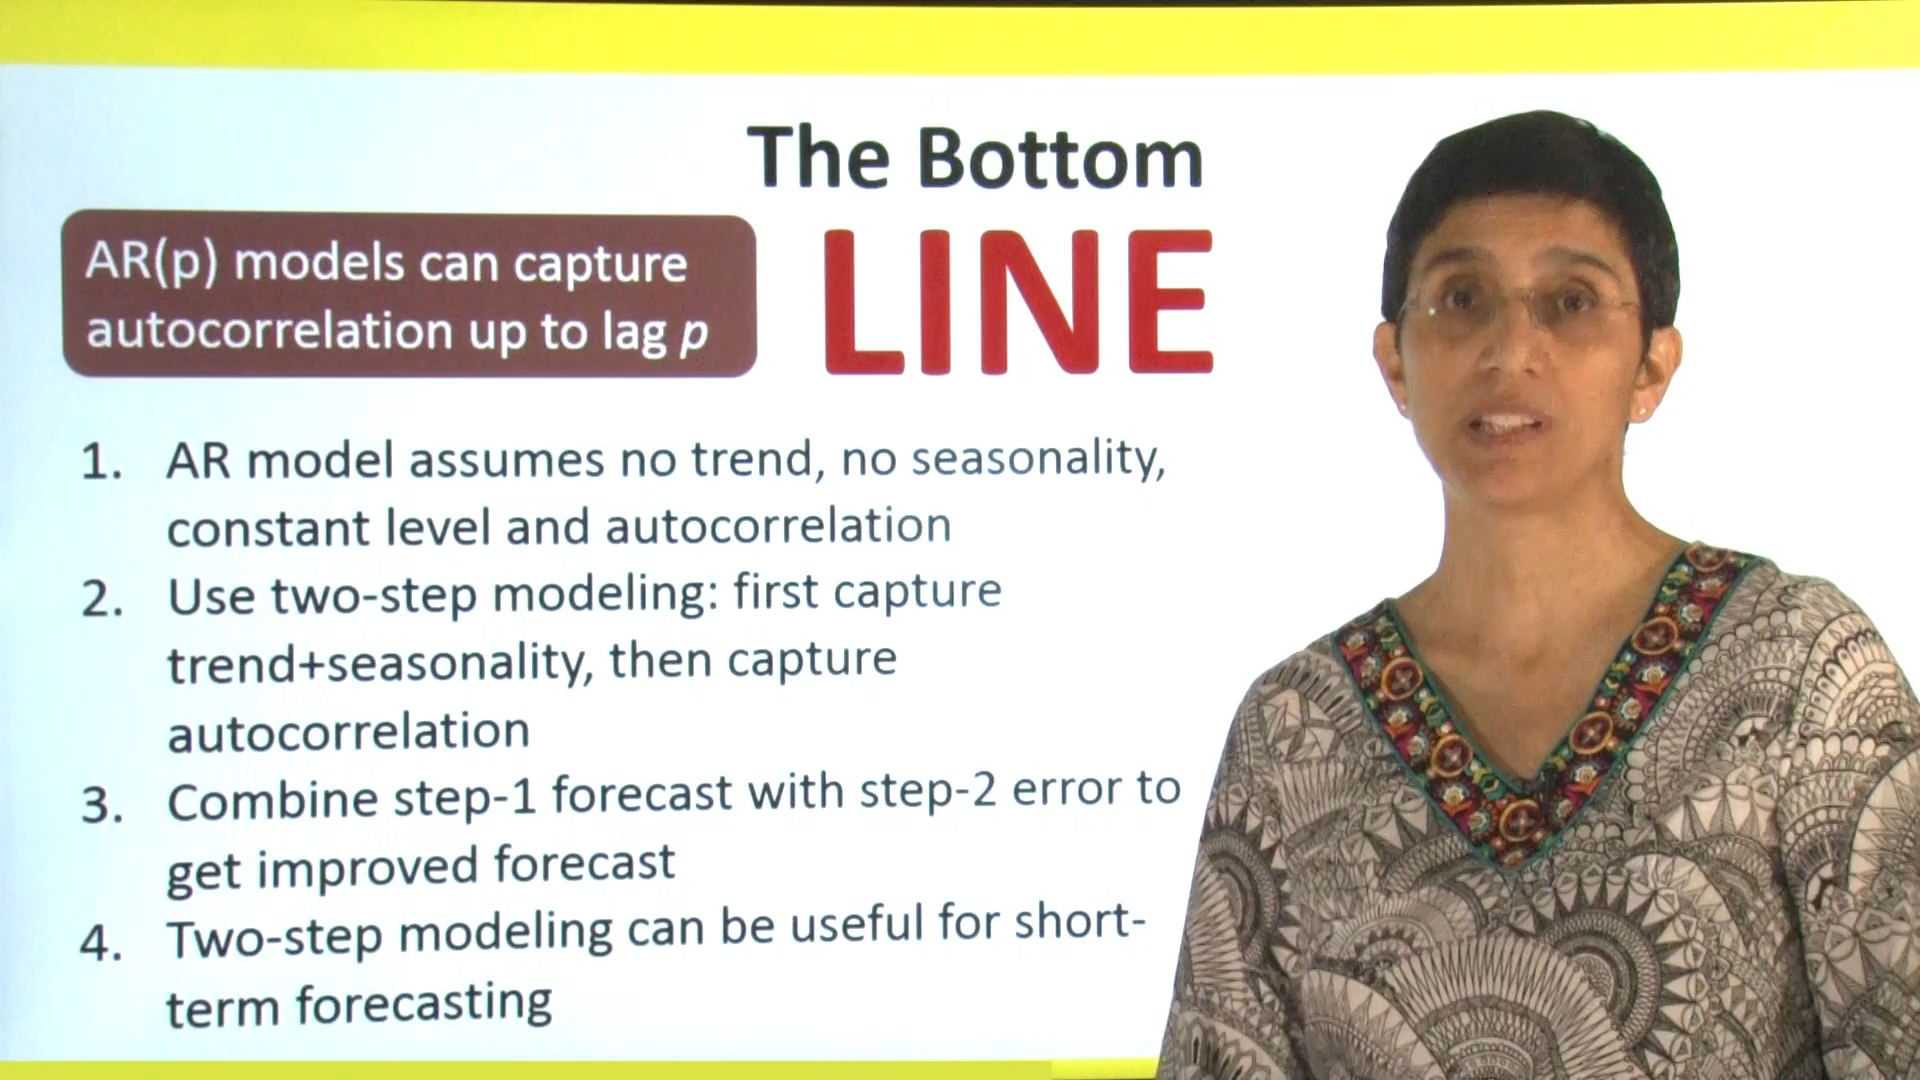 The Bottom
LINE
AR(p) models can capture
autocorrelation up to lag p
1. AR model assumes no trend, no seasonality,
constant level and autocorrelation
2. Use two-step modeling: first capture
trend+seasonality, then capture
autocorrelation
3. Combine step-1 forecast with step-2 error to
get improved forecast
4. Two-step modeling can be useful for short-
term forecasting